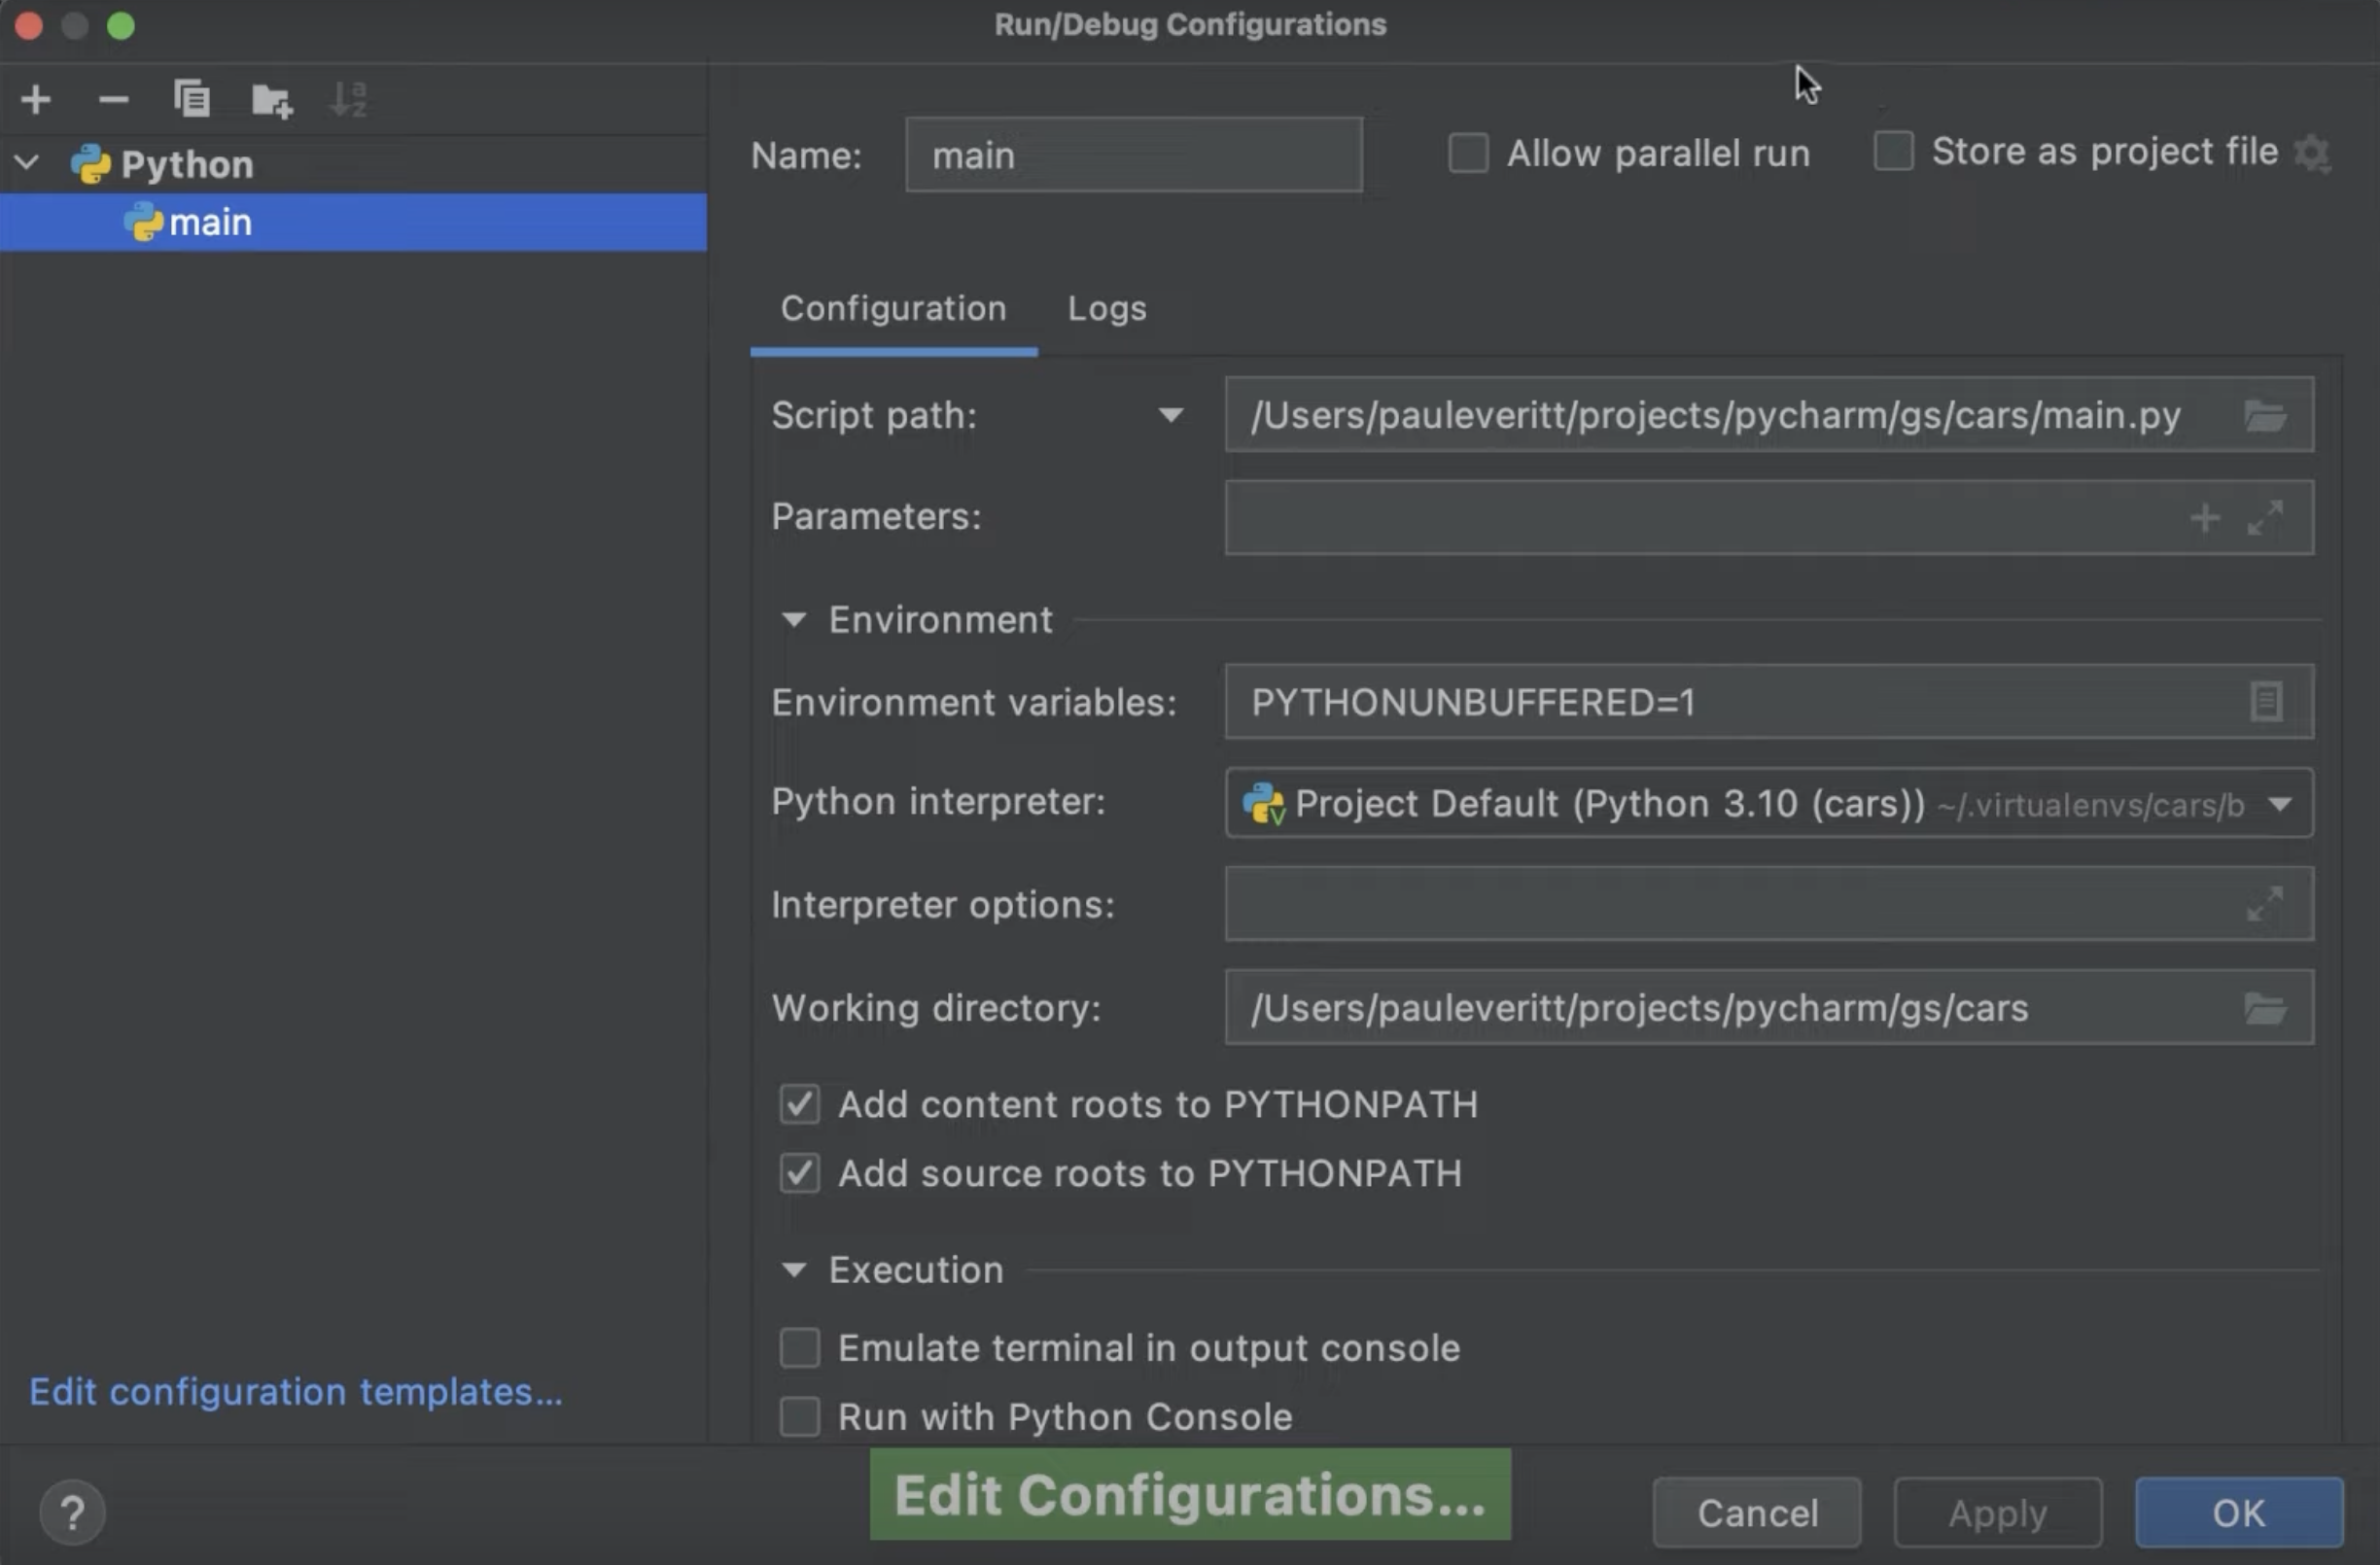 Run/Debug Configurations
Python
main
Edit configuration templates...
Name: main Allow parallel run Store as project file
Configuration Logs
Script path: /Users/pauleveritt/projects/pycharm/gs/cars/main.py
Parameters:
Environment
Environment variables: PYTHONUNBUFFERED=1
Python interpreter: Project Default (Python 3.10 (cars)) ~/.virtualenvs/cars/b
Interpreter options:
Working directory: /Users/pauleveritt/projects/pycharm/gs/cars
Add content roots to PYTHONPATH
Add source roots to PYTHONPATH
Execution
Emulate terminal in output console
Run with Python Console
? Edit Configurations... Cancel Apply OK